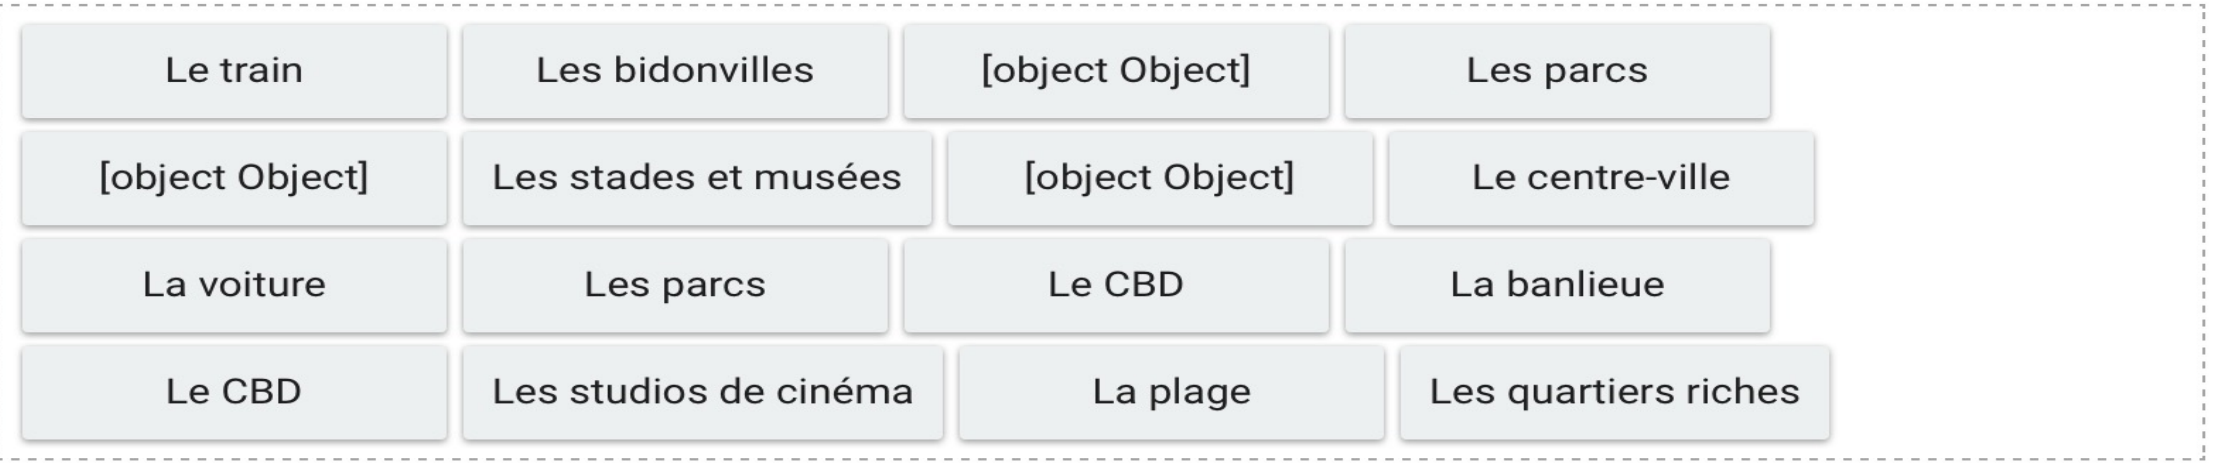 Le train Les bidonvilles [object Object] Les parcs
[object Object] Les stades et musées [object Object] Le centre-ville
La voiture Les parcs Le CBD La banlieue
Le CBD Les studios de cinéma La plage Les quartiers riches